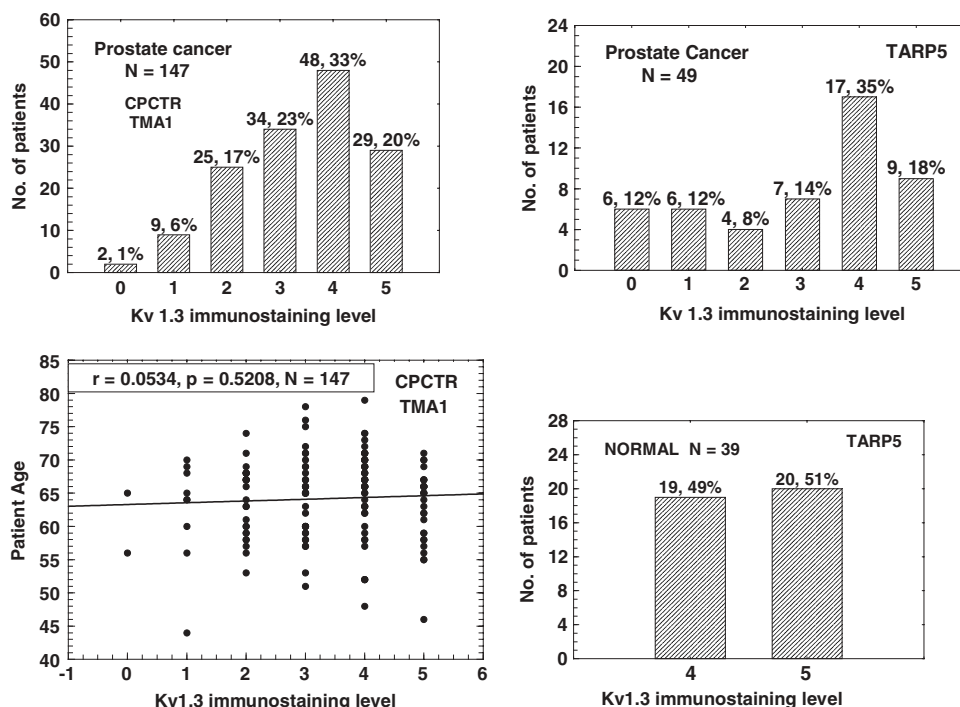 60
50
40
30
20
10
0
No. of patients
Prostate cancer
N = 147
CPCTR
TMA1
2, 1%
9, 6%
25, 17%
34, 23%
48, 33%
29, 20%
0 1 2 3 4 5
Kv 1.3 immunostaining level
24
20
16
12
8
4
0
No. of patients
Prostate Cancer
N = 49
TARP5
6, 12%
6, 12%
4, 8%
7, 14%
17, 35%
9, 18%
0 1 2 3 4 5
Kv 1.3 immunostaining level
85
80
75
70
65
60
55
50
45
40
Patient Age
r = 0.0534, p = 0.5208, N = 147
CPCTR
TMA1
-1 0 1 2 3 4 5 6
Kv1.3 immunostaining level
28
24
20
16
12
8
4
0
No. of patients
NORMAL N = 39
TARP5
19, 49%
20, 51%
4 5
Kv1.3 immunostaining level